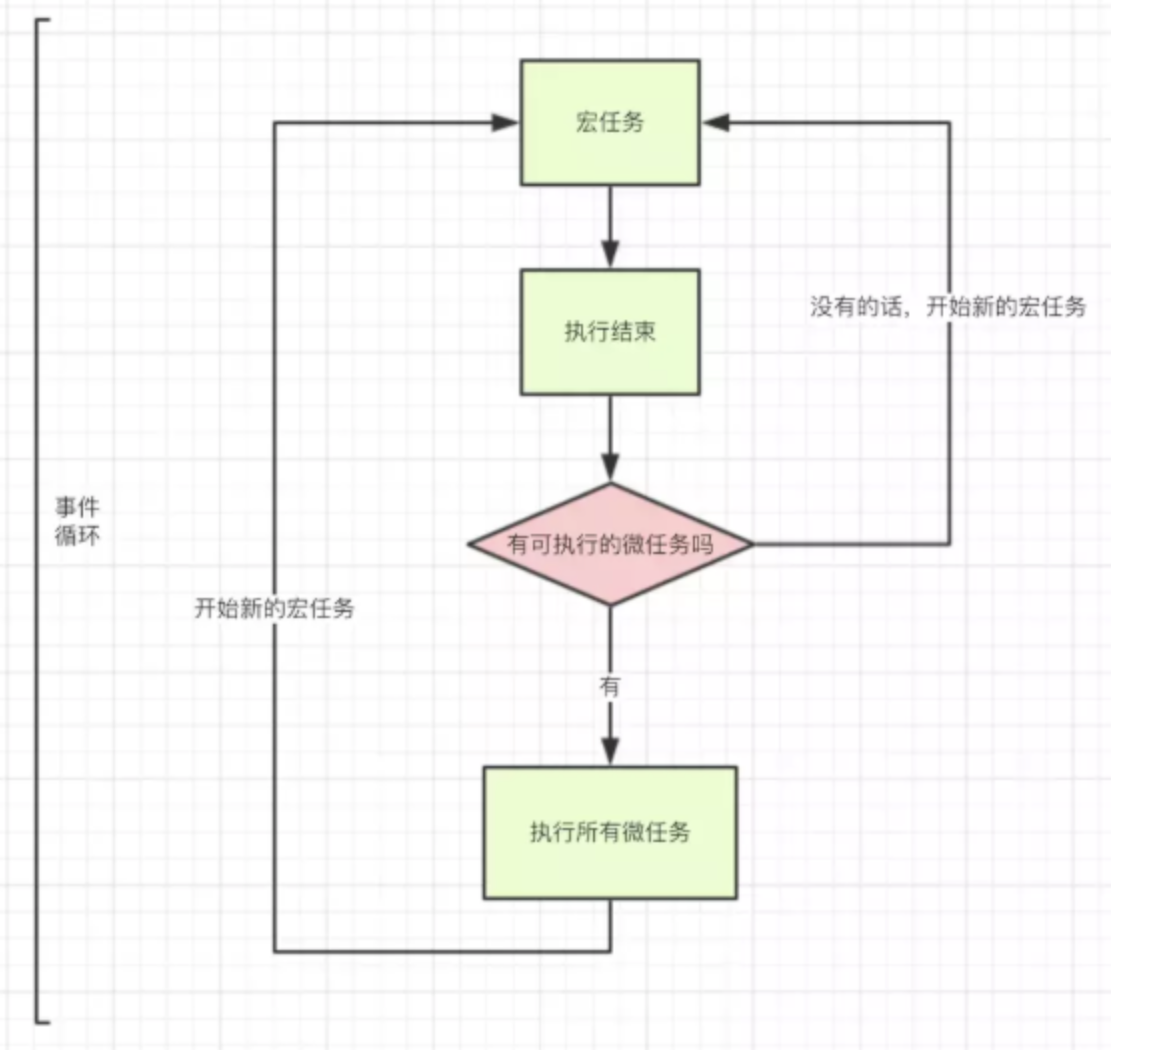 宏任务
没有的话，开始新的宏任务
执行结束
事件
循环
有可执行的微任务吗
开始新的宏任务
有
执行所有微任务